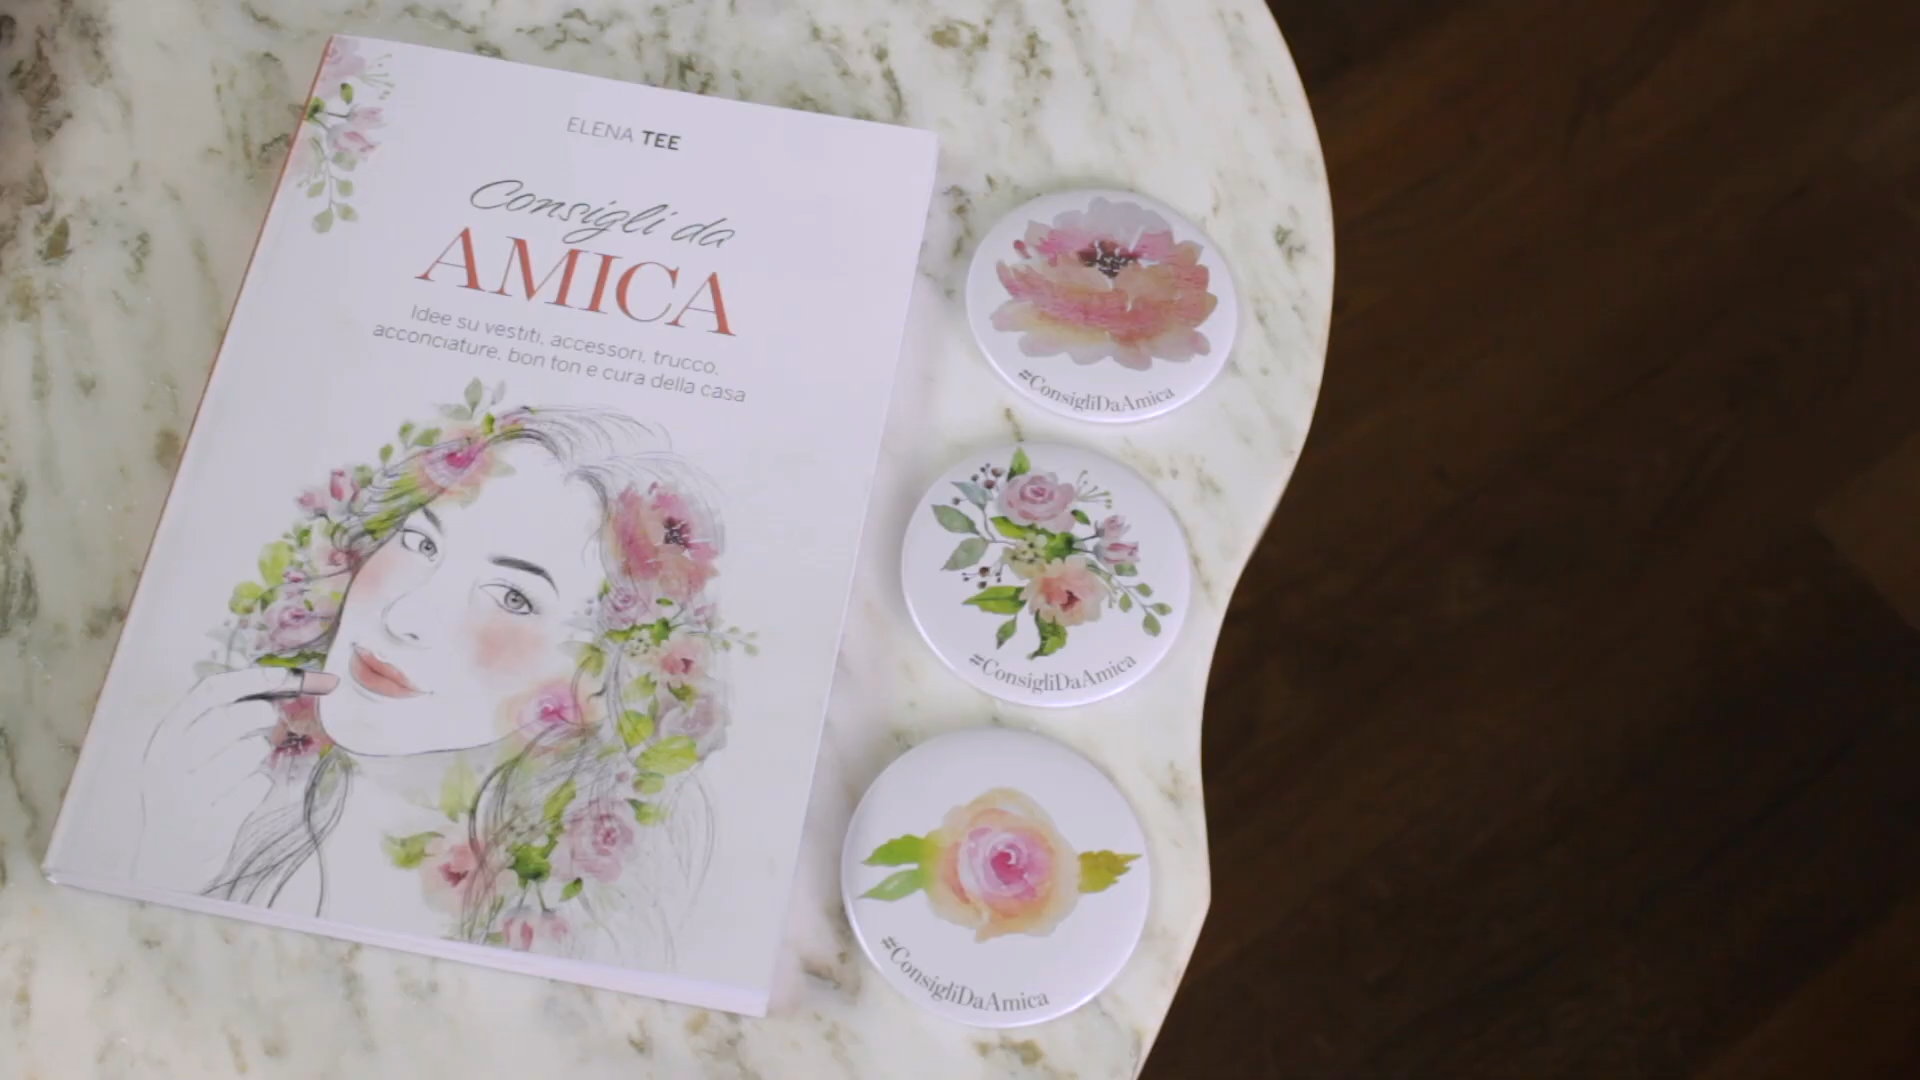 ELENA TEE
Consigli da
AMICA
Idee su vestiti, accessori, trucco,
acconciature, bon ton e cura della casa
#ConsigliDaAmica
#ConsigliDaAmica
#ConsigliDaAmica